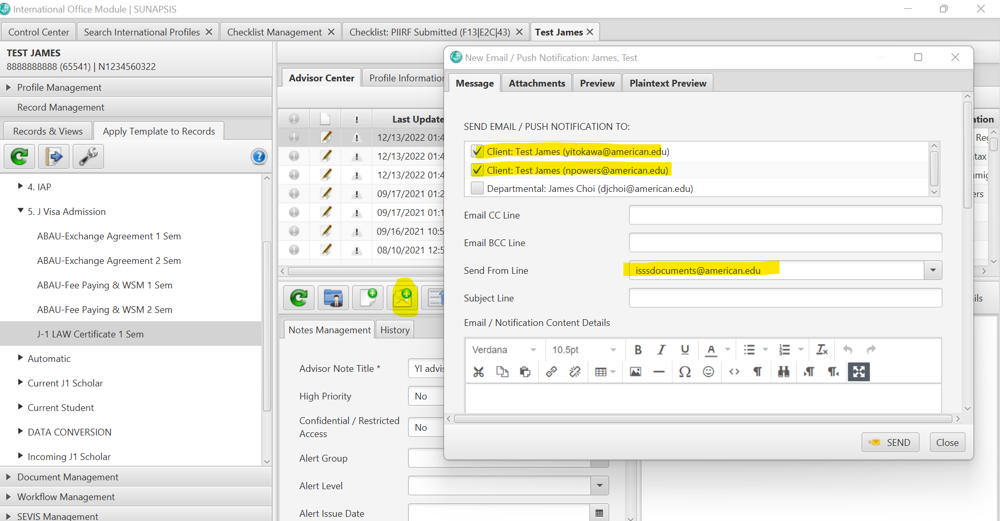 International Office Module | SUNAPSIS
Control Center
Search International Profiles
Checklist Management
Checklist: PIIRF Submitted (F13|E2C|43)
Test James
TEST JAMES
8888888888 (65541) | N1234560322
Profile Management
Record Management
Records & Views
Apply Template to Records
4. IAP
5. J Visa Admission
ABAU-Exchange Agreement 1 Sem
ABAU-Exchange Agreement 2 Sem
ABAU-Fee Paying & WSM 1 Sem
ABAU-Fee Paying & WSM 2 Sem
J-1 LAW Certificate 1 Sem
Automatic
Current J1 Scholar
Current Student
DATA CONVERSION
Incoming J1 Scholar
Document Management
Workflow Management
SEVIS Management
Advisor Center
Profile Information
Last Update
12/13/2022 01:4
12/13/2022 01:4
12/13/2022 01:4
09/17/2021 01:2
09/17/2021 01:1
09/16/2021 10:5
08/10/2021 12:5
Notes Management
History
Advisor Note Title *
YI advis
High Priority
No
Confidential / Restricted
Access
No
Alert Group
Alert Level
Alert Issue Date
New Email / Push Notification: James, Test
Message
Attachments
Preview
Plaintext Preview
SEND EMAIL / PUSH NOTIFICATION TO:
Client: Test James (yitokawa@american.edu)
Client: Test James (npowers@american.edu)
Departmental: James Choi (djchoi@american.edu)
Email CC Line
Email BCC Line
Send From Line
isssdocuments@american.edu
Subject Line
Email / Notification Content Details
Verdana
10.5pt
SEND
Close
ation
Reg
tax
ers
ils